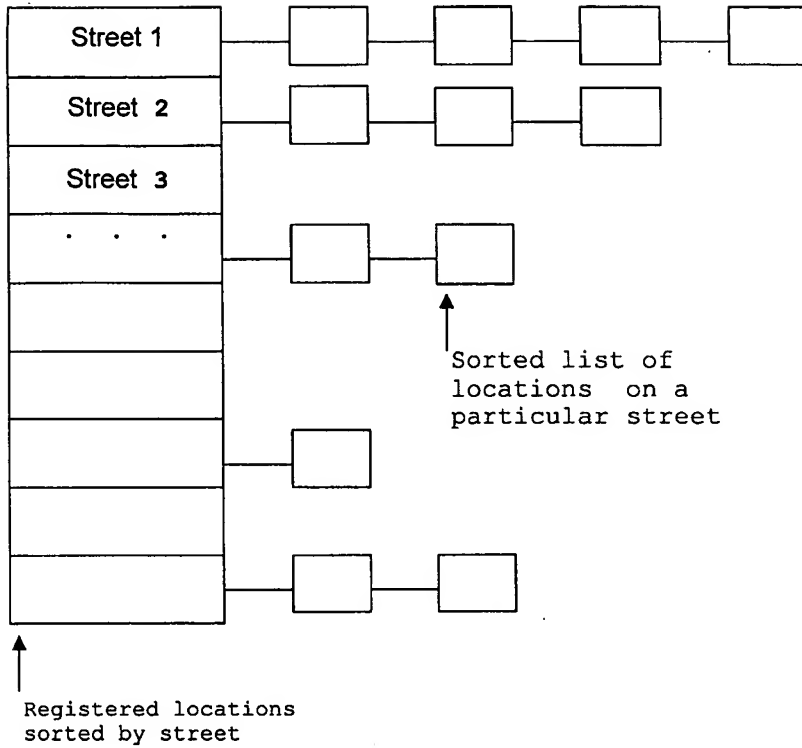 Street 1
Street 2
Street 3
. . .
Sorted list of
locations on a
particular street
Registered locations
sorted by street